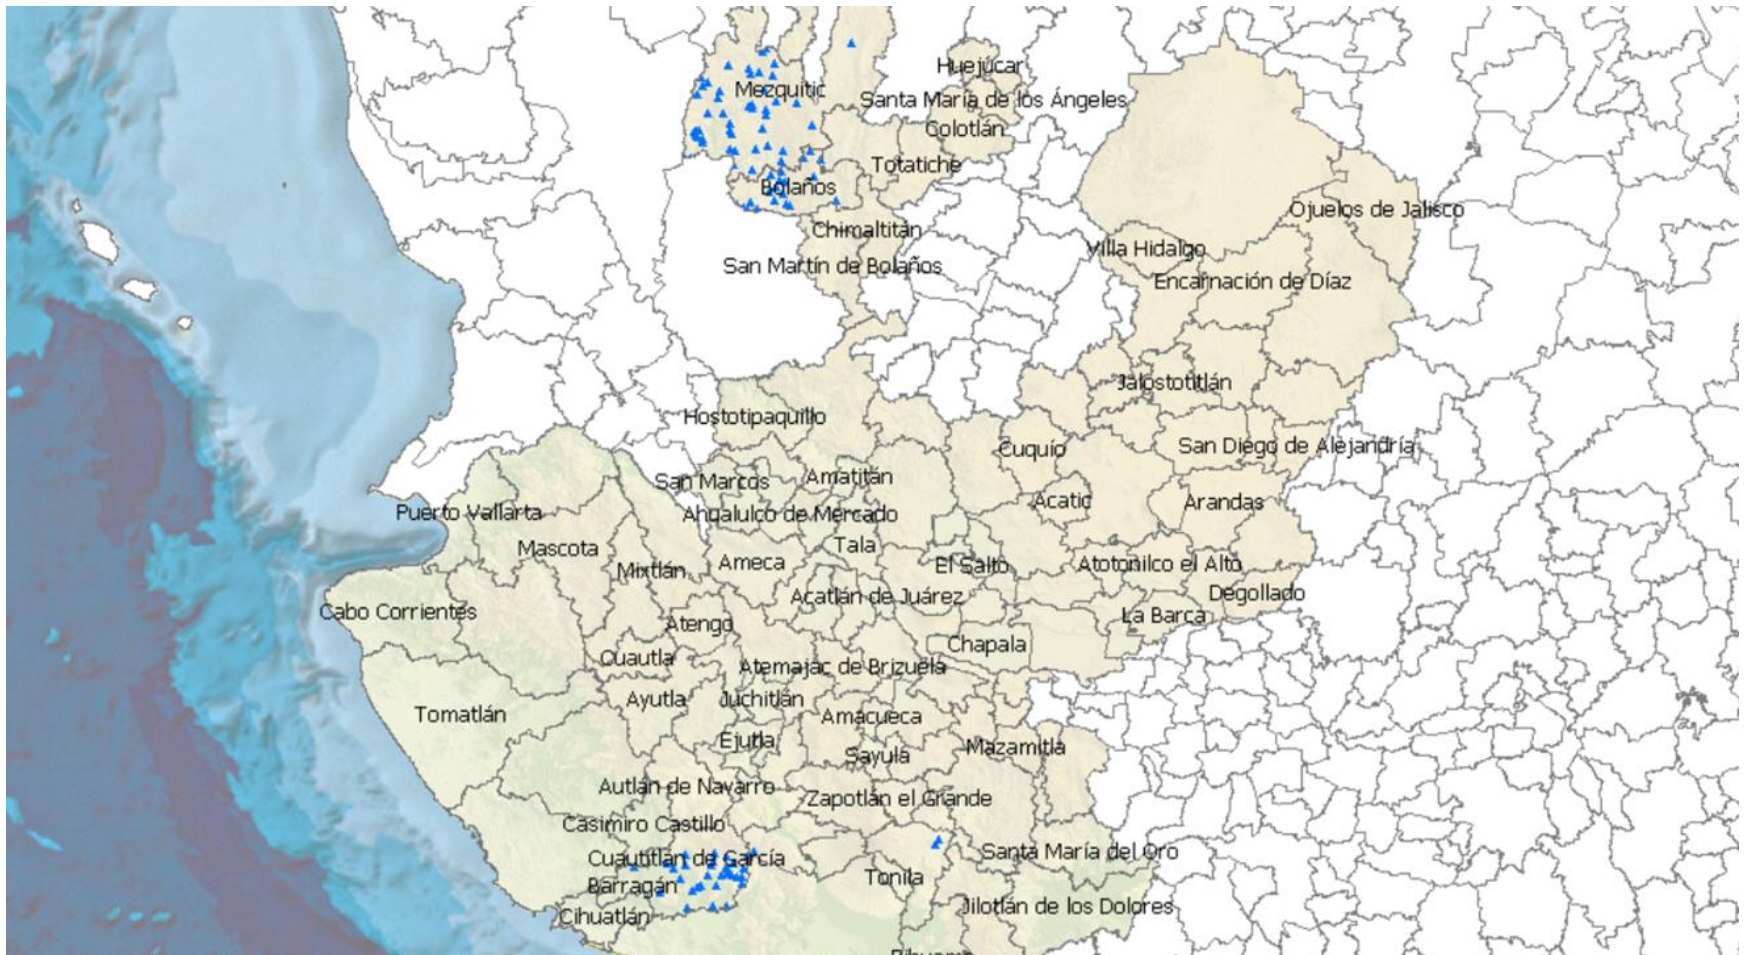 Huejúcar
Mezquitic
Santa María de los Ángeles
Colotlán
Totatiche
Bolaños
Ojuelos de Jalisco
Chimaltitán
Villa Hidalgo
San Martín de Bolaños
Encarnación de Díaz
Jalostotitlán
Hostotipaquillo
Cuquío
San Diego de Alejandría
San Marcos
Amatitán
Acatic
Arandas
Puerto Vallarta
Ahualulco de Mercado
Tala
Mascota
Ameca
Mixtlán
El Salto
Atotonilco el Alto
Degollado
Acatlán de Juárez
Cabo Corrientes
La Barca
Atengo
Chapala
Cuautla
Atemajac de Brizuela
Ayutla
Juchitlán
Tomatlán
Amacueca
Ejutla
Mazamitla
Sayula
Autlán de Navarro
Zapotlán el Grande
Casimiro Castillo
Santa María del Oro
Cuautitlán de García
Barragán
Tonila
Jilotlán de los Dolores
Cihuatlán